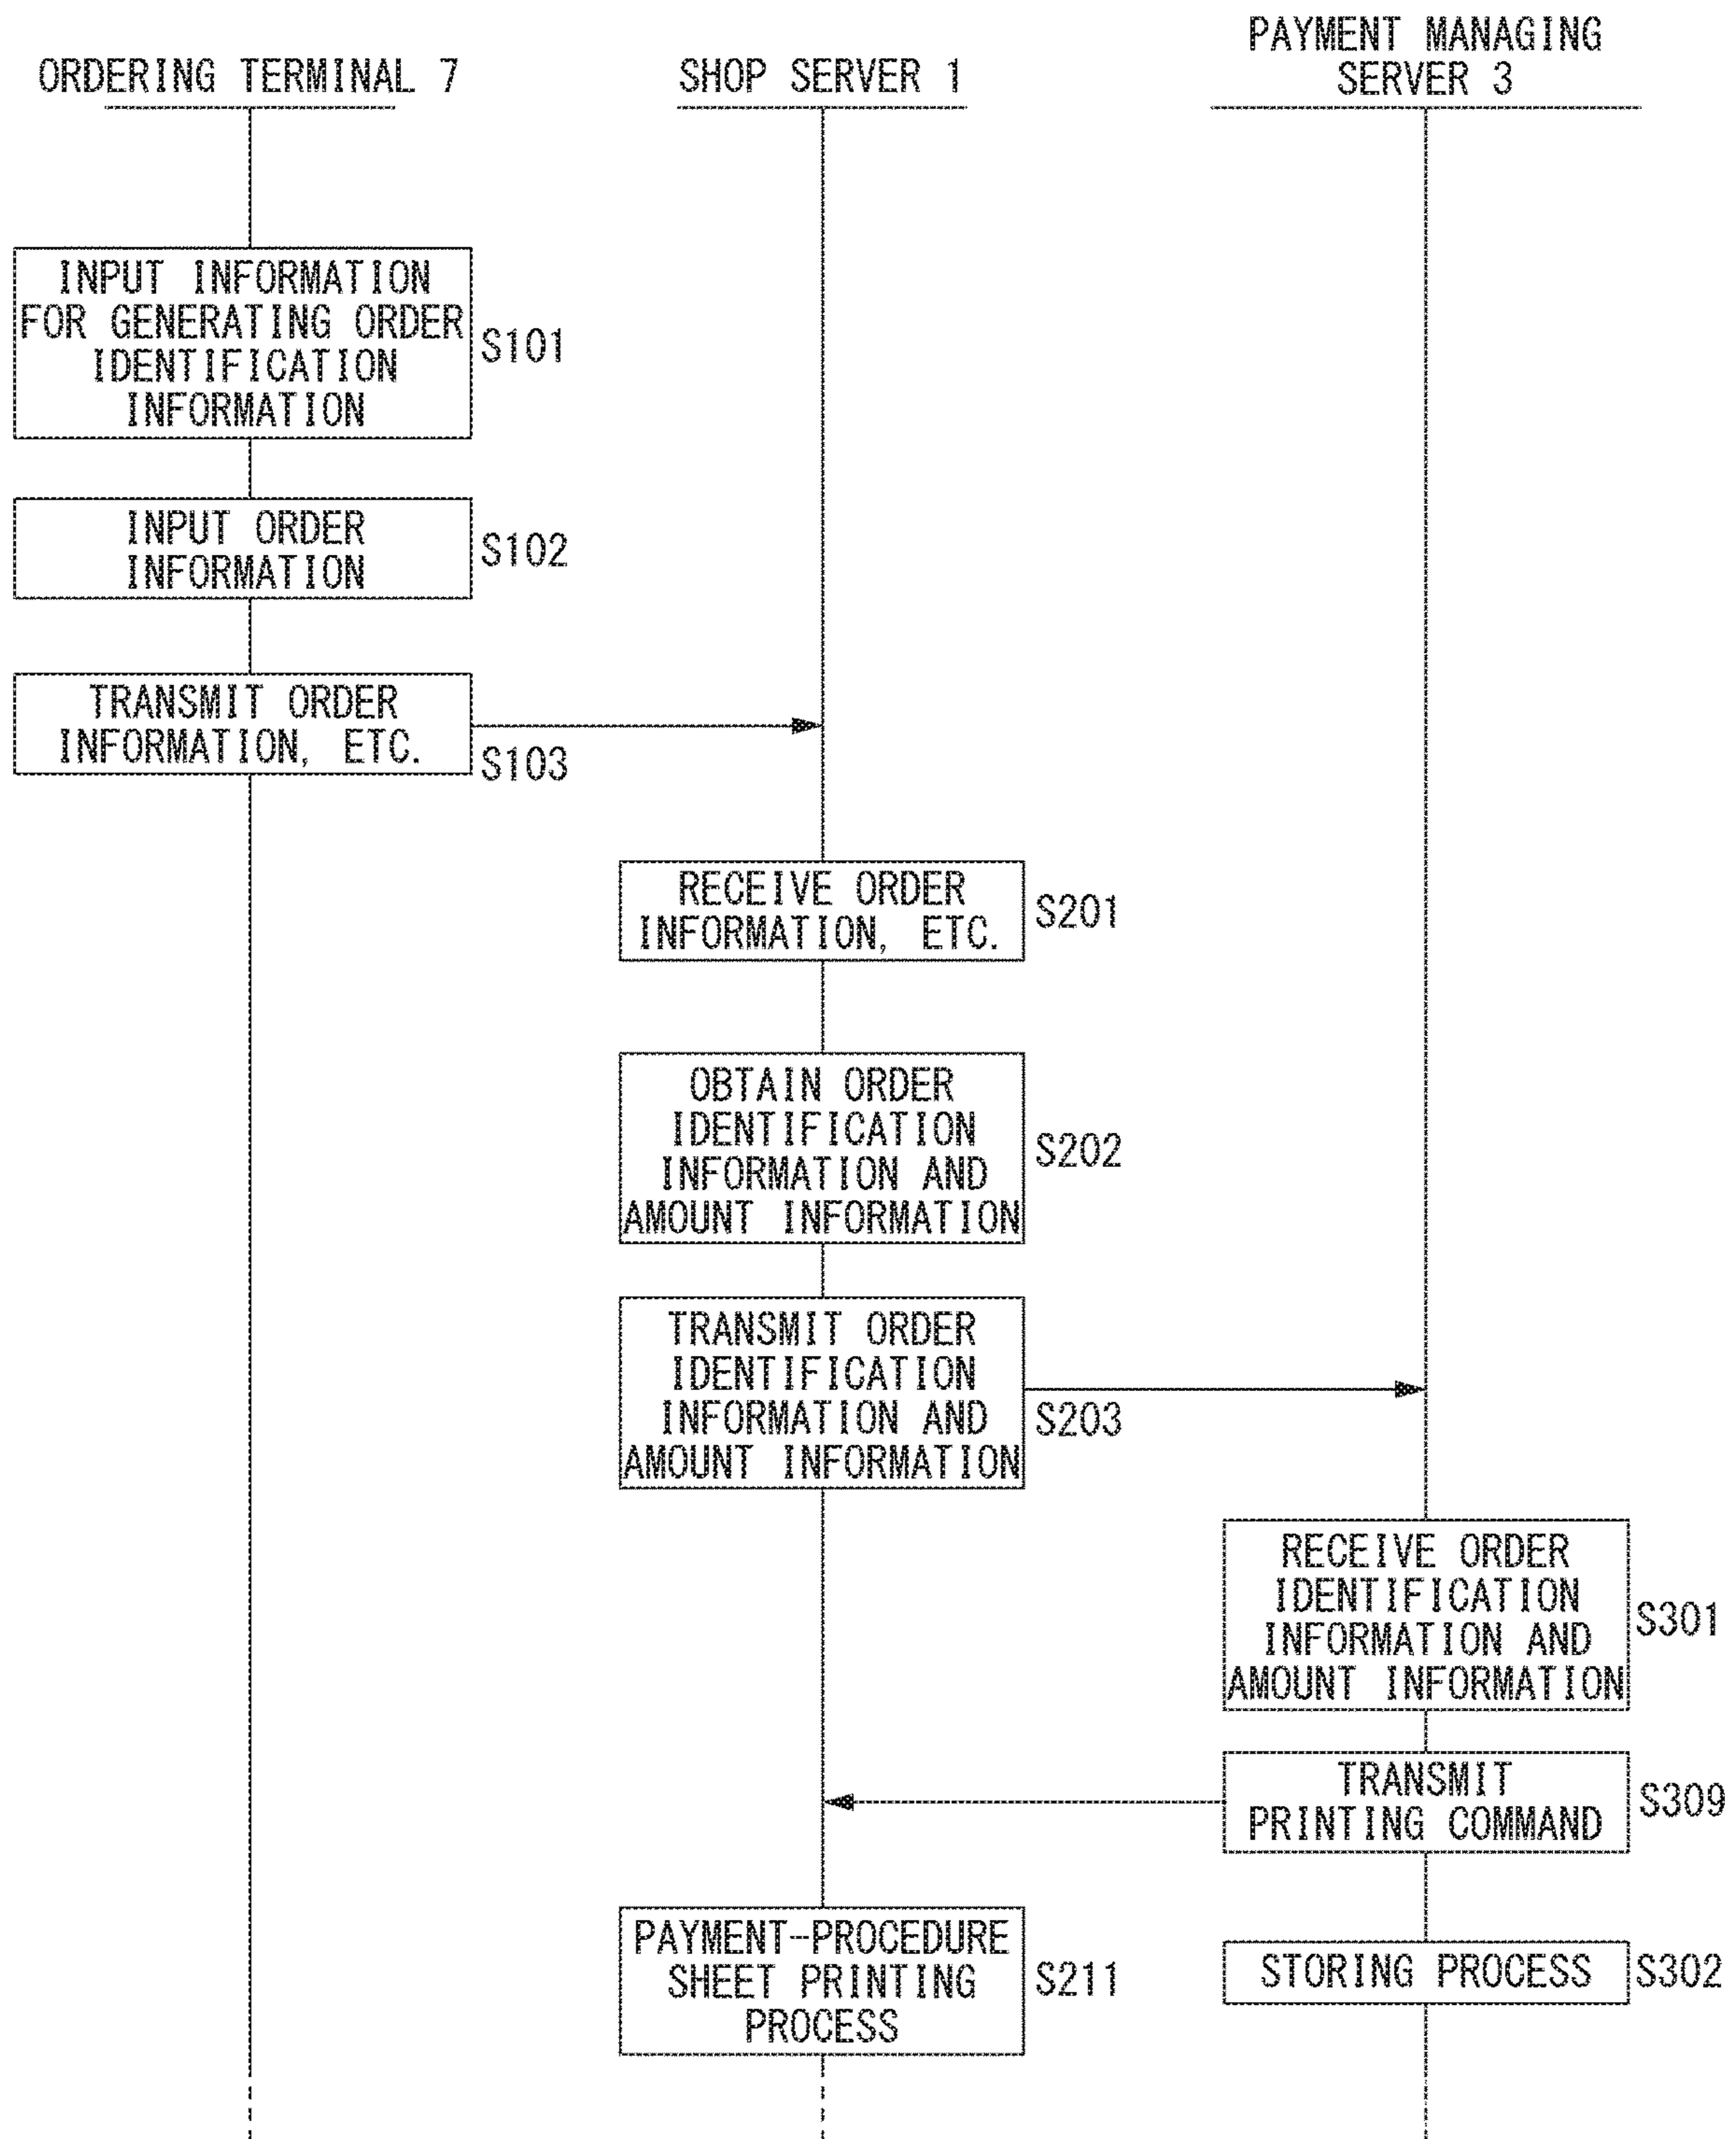 ORDERING TERMINAL 7
SHOP SERVER 1
PAYMENT MANAGING
SERVER 3
INPUT INFORMATION
FOR GENERATING ORDER
IDENTIFICATION
INFORMATION
S101
INPUT ORDER
INFORMATION
S102
TRANSMIT ORDER
INFORMATION, ETC.
S103
RECEIVE ORDER
INFORMATION, ETC.
S201
OBTAIN ORDER
IDENTIFICATION
INFORMATION AND
AMOUNT INFORMATION
S202
TRANSMIT ORDER
IDENTIFICATION
INFORMATION AND
AMOUNT INFORMATION
S203
RECEIVE ORDER
IDENTIFICATION
INFORMATION AND
AMOUNT INFORMATION
S301
TRANSMIT
PRINTING COMMAND
S309
PAYMENT-PROCEDURE
SHEET PRINTING
PROCESS
S211
STORING PROCESS
S302